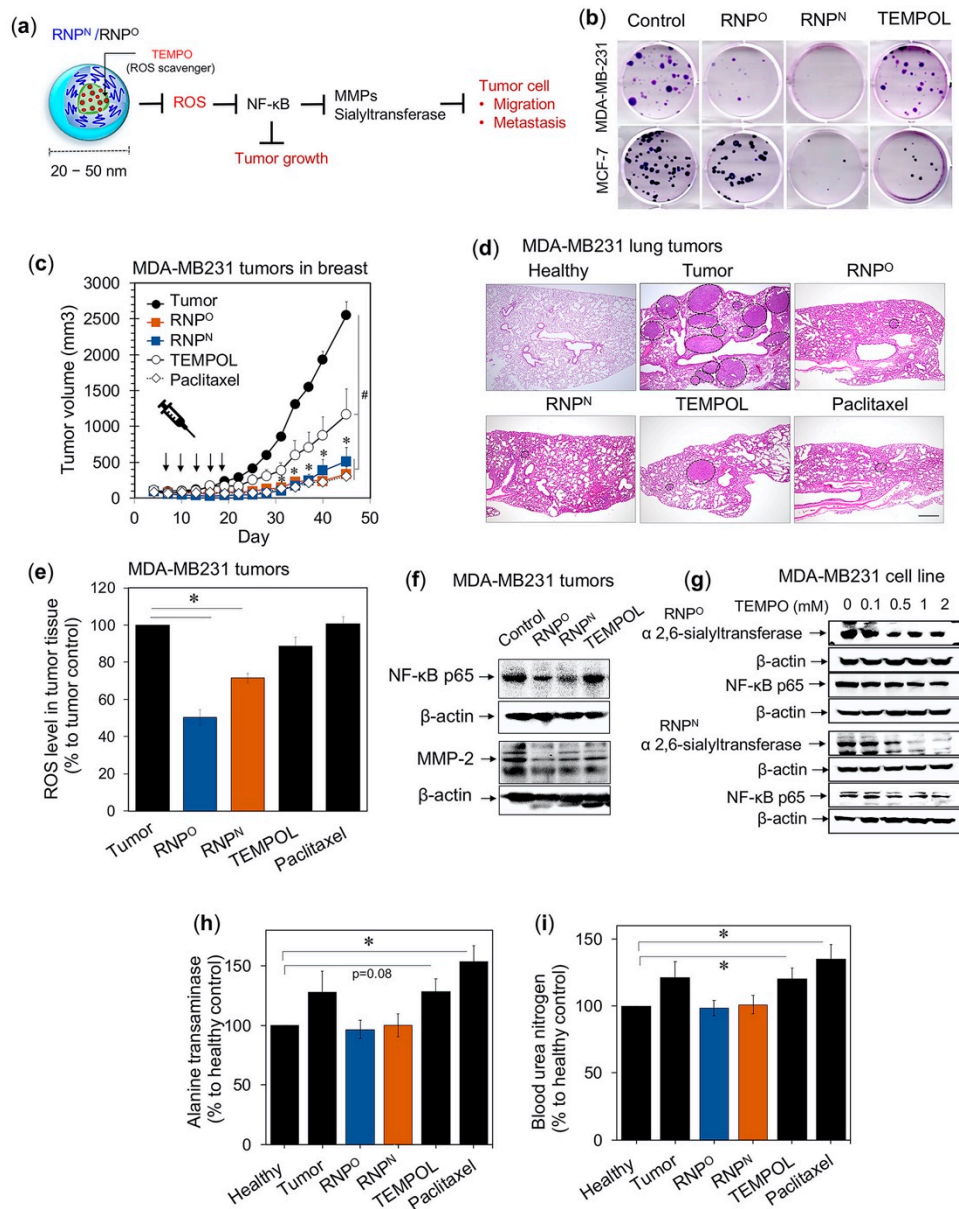 (a)
RNPᴺ /RNPᴼ
TEMPO
(ROS scavenger)
ROS
NF-κB
MMPs
Sialyltransferase
Tumor cell
• Migration
• Metastasis
Tumor growth
20 – 50 nm
(b)
Control RNPᴼ RNPᴺ TEMPOL
MDA-MB-231
MCF-7
(c)
MDA-MB231 tumors in breast
Tumor volume (mm3)
3000
2500
2000
1500
1000
500
0
Tumor
RNPᴼ
RNPᴺ
TEMPOL
Paclitaxel
#
* * * * *
0 10 20 30 40 50
Day
(d)
MDA-MB231 lung tumors
Healthy Tumor RNPᴼ
RNPᴺ TEMPOL Paclitaxel
(e)
MDA-MB231 tumors
ROS level in tumor tissue
(% to tumor control)
120
100
80
60
40
20
0
*
Tumor RNPᴼ RNPᴺ TEMPOL Paclitaxel
(f)
MDA-MB231 tumors
Control RNPᴼ RNPᴺ TEMPOL
NF-κB p65
β-actin
MMP-2
β-actin
(g)
MDA-MB231 cell line
TEMPO (mM) 0 0.1 0.5 1 2
RNPᴼ
α 2,6-sialyltransferase
β-actin
NF-κB p65
β-actin
RNPᴺ
α 2,6-sialyltransferase
β-actin
NF-κB p65
β-actin
(h)
Alanine transaminase
(% to healthy control)
150
100
50
0
*
p=0.08
Healthy Tumor RNPᴼ RNPᴺ TEMPOL Paclitaxel
(i)
Blood urea nitrogen
(% to healthy control)
150
100
50
0
*
*
Healthy Tumor RNPᴼ RNPᴺ TEMPOL Paclitaxel